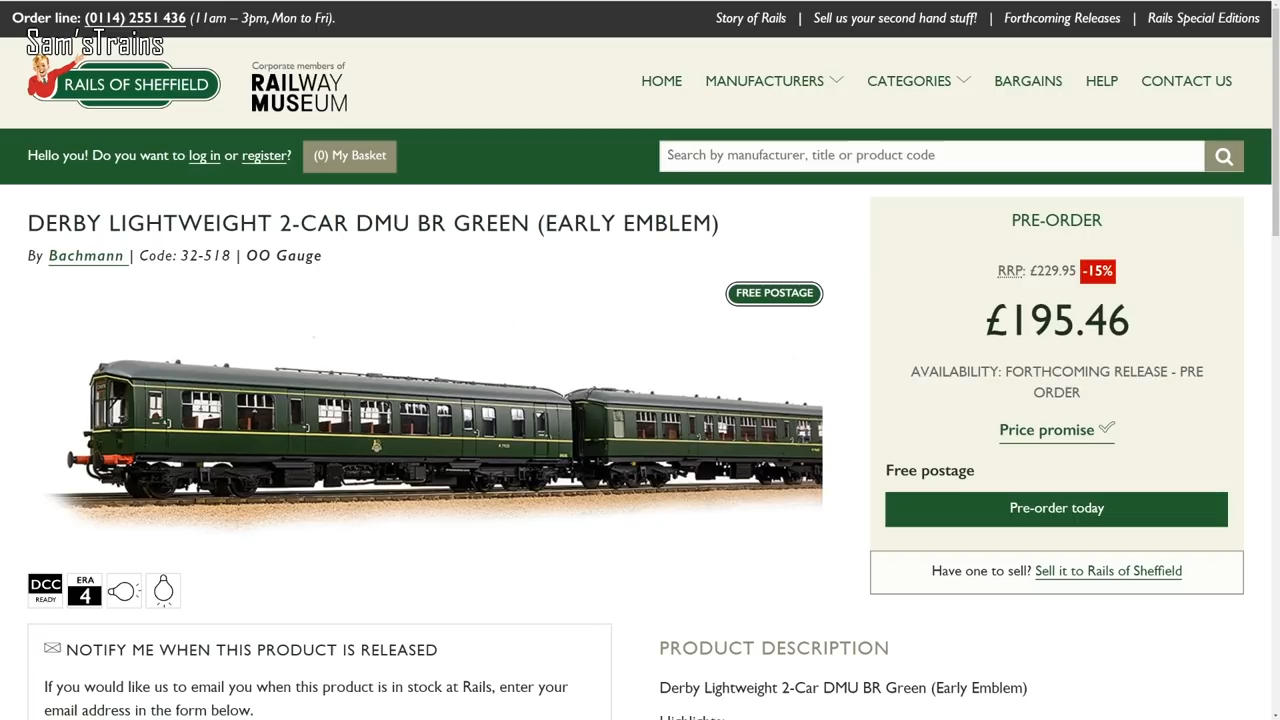 Order line: (0114) 2551 436 (11am – 3pm, Mon to Fri).
Story of Rails | Sell us your second hand stuff! | Forthcoming Releases | Rails Special Editions
Sam'sTrains
RAILS OF SHEFFIELD
Corporate members of
RAILWAY
MUSEUM
HOME MANUFACTURERS CATEGORIES BARGAINS HELP CONTACT US
Hello you! Do you want to log in or register? (0) My Basket
Search by manufacturer, title or product code
DERBY LIGHTWEIGHT 2-CAR DMU BR GREEN (EARLY EMBLEM)
By Bachmann | Code: 32-518 | OO Gauge
FREE POSTAGE
PRE-ORDER
RRP: £229.95 -15%
£195.46
AVAILABILITY: FORTHCOMING RELEASE - PRE
ORDER
Price promise
Free postage
Pre-order today
Have one to sell? Sell it to Rails of Sheffield
DCC
READY
ERA
4
NOTIFY ME WHEN THIS PRODUCT IS RELEASED
If you would like us to email you when this product is in stock at Rails, enter your
email address in the form below.
PRODUCT DESCRIPTION
Derby Lightweight 2-Car DMU BR Green (Early Emblem)